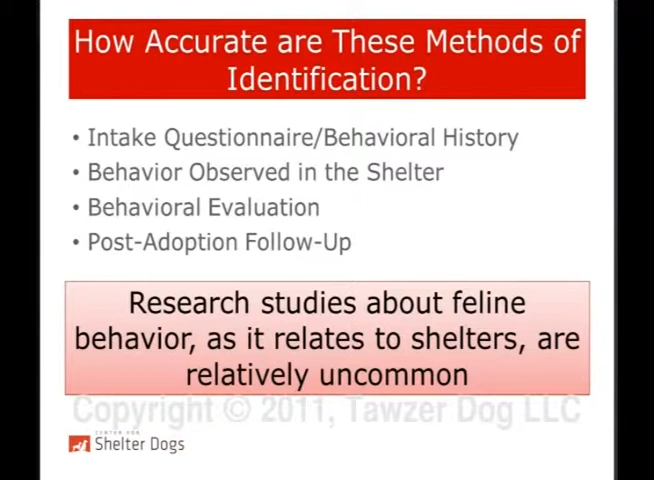 How Accurate are These Methods of
Identification?
• Intake Questionnaire/Behavioral History
• Behavior Observed in the Shelter
• Behavioral Evaluation
• Post-Adoption Follow-Up
Research studies about feline
behavior, as it relates to shelters, are
relatively uncommon
Copyright © 2011, Tawzer Dog LLC
CENTER FOR
Shelter Dogs